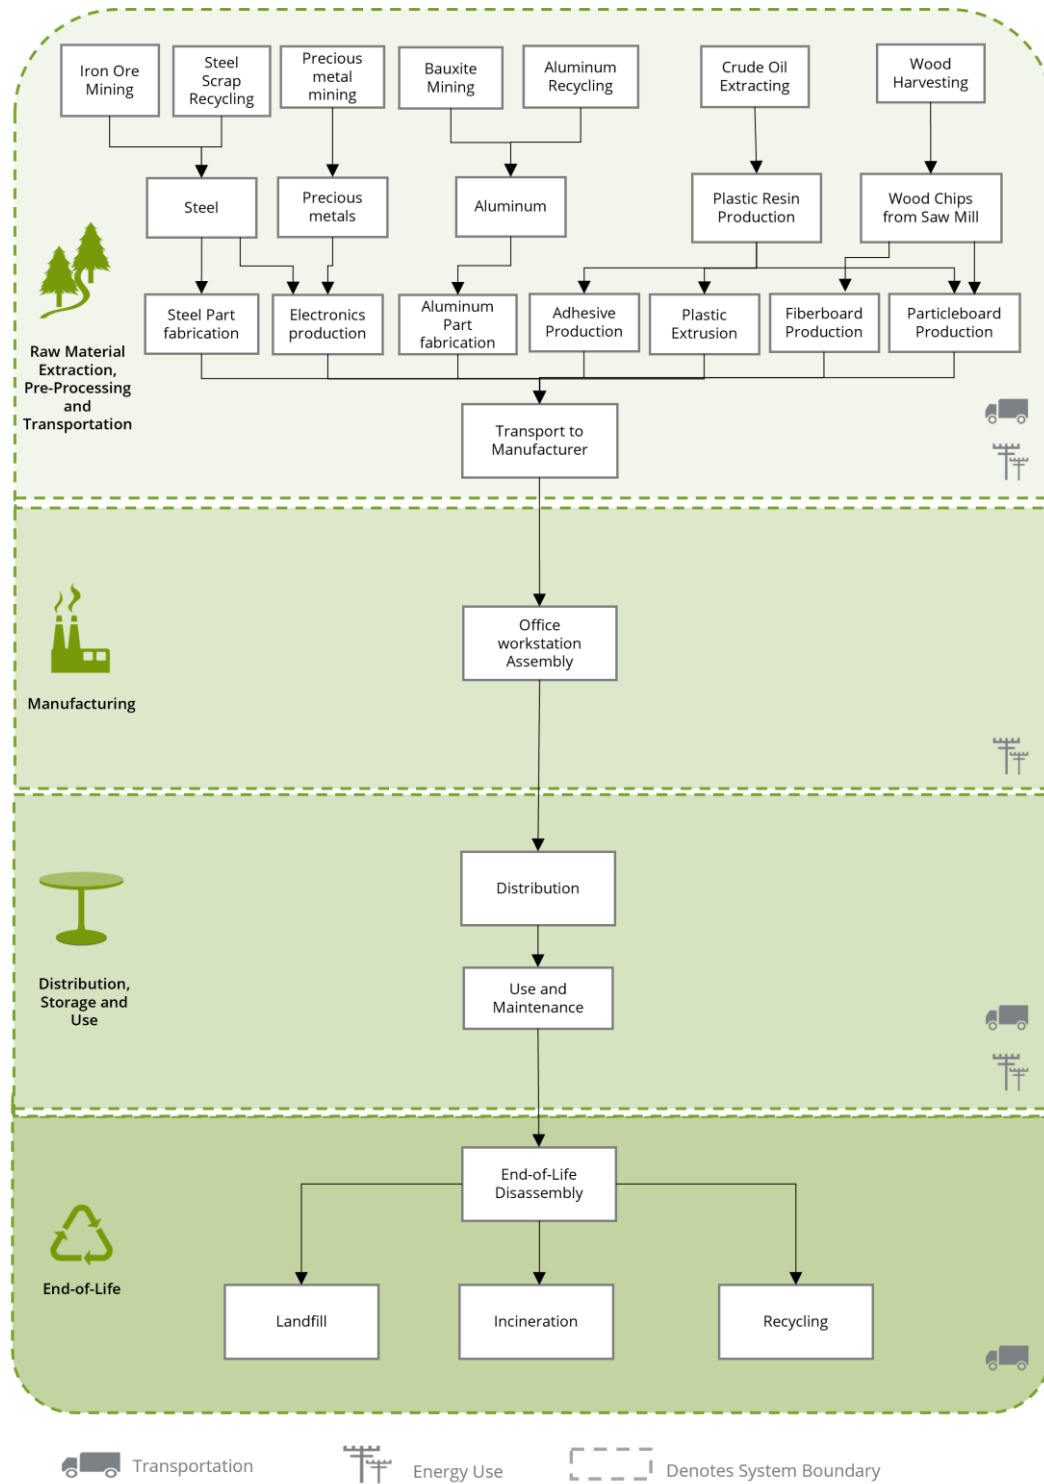 Iron Ore
Mining
Steel
Scrap
Recycling
Precious
metal
mining
Bauxite
Mining
Aluminum
Recycling
Crude Oil
Extracting
Wood
Harvesting
Steel
Precious
metals
Aluminum
Plastic Resin
Production
Wood Chips
from Saw Mill
Steel Part
fabrication
Electronics
production
Aluminum
Part
fabrication
Adhesive
Production
Plastic
Extrusion
Fiberboard
Production
Particleboard
Production
Raw Material
Extraction,
Pre-Processing
and
Transportation
Transport to
Manufacturer
Office
workstation
Assembly
Manufacturing
Distribution
Distribution,
Storage and
Use
Use and
Maintenance
End-of-Life
Disassembly
End-of-Life
Landfill
Incineration
Recycling
Transportation
Energy Use
Denotes System Boundary